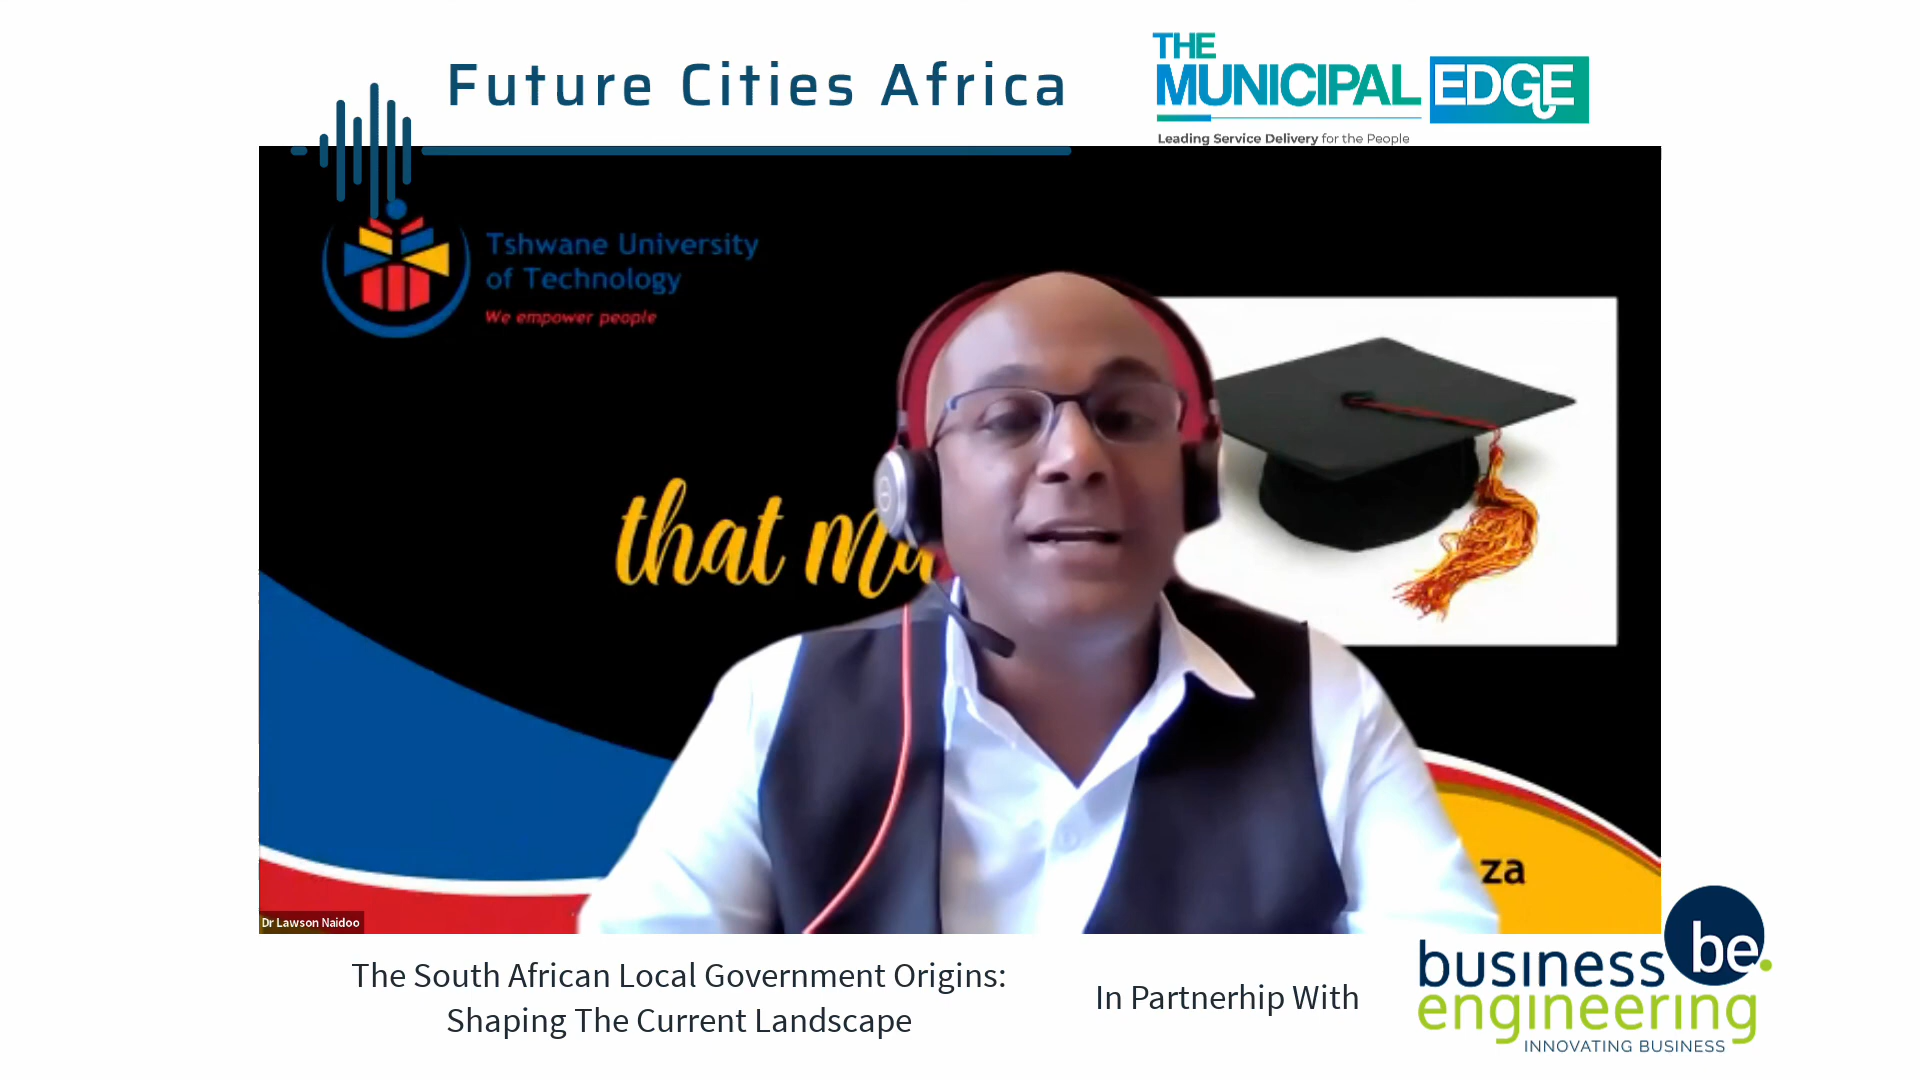 Future Cities Africa
THE
MUNICIPAL EDGE
Leading Service Delivery for the People
Tshwane University
of Technology
We empower people
that
za
Dr Lawson Naidoo
The South African Local Government Origins:
Shaping The Current Landscape
In Partnerhip With
be.
business
engineering
INNOVATING BUSINESS